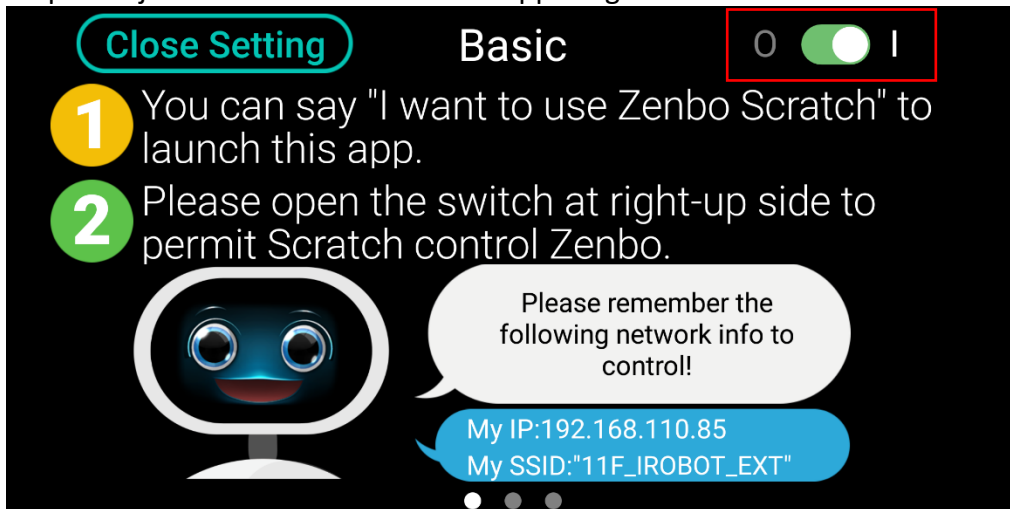 Close Setting
Basic
O I
1 You can say "I want to use Zenbo Scratch" to
launch this app.
2 Please open the switch at right-up side to
permit Scratch control Zenbo.
Please remember the
following network info to
control!
My IP:192.168.110.85
My SSID:"11F_IROBOT_EXT"